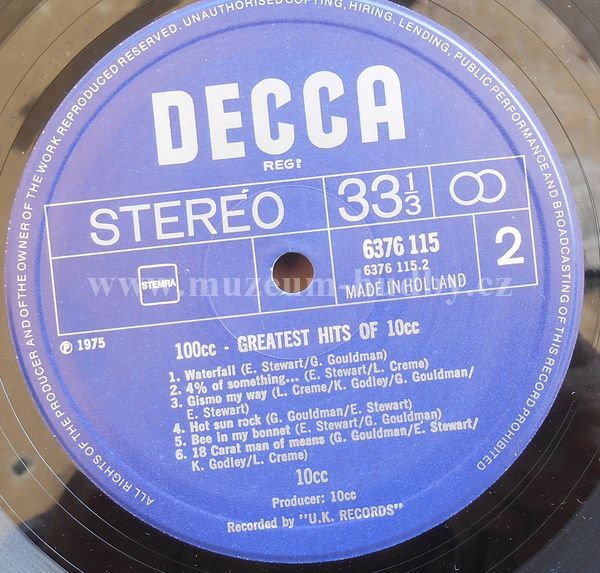 ALL RIGHTS OF THE PRODUCER AND OF THE OWNER OF THE WORK REPRODUCED RESERVED. UNAUTHORISED COPYING, HIRING, LENDING, PUBLIC PERFORMANCE AND BROADCASTING OF THIS RECORD PROHIBITED
DECCA
REGD
STEREO 33 1/3
STEMRA
6376 115
6376 115.2
MADE IN HOLLAND
2
www.muzeum-hudby.cz
℗ 1975
100cc - GREATEST HITS OF 10cc
1. Waterfall (E. Stewart/G. Gouldman)
2. 4% of something... (E. Stewart/L. Creme)
3. Gismo my way (L. Creme/K. Godley/G. Gouldman/
E. Stewart)
4. Hot sun rock (G. Gouldman/E. Stewart)
5. Bee in my bonnet (E. Stewart/G. Gouldman)
6. 18 Carat man of means (G. Gouldman/E. Stewart/
K. Godley/L. Creme)
10cc
Producer: 10cc
Recorded by "U.K. RECORDS"